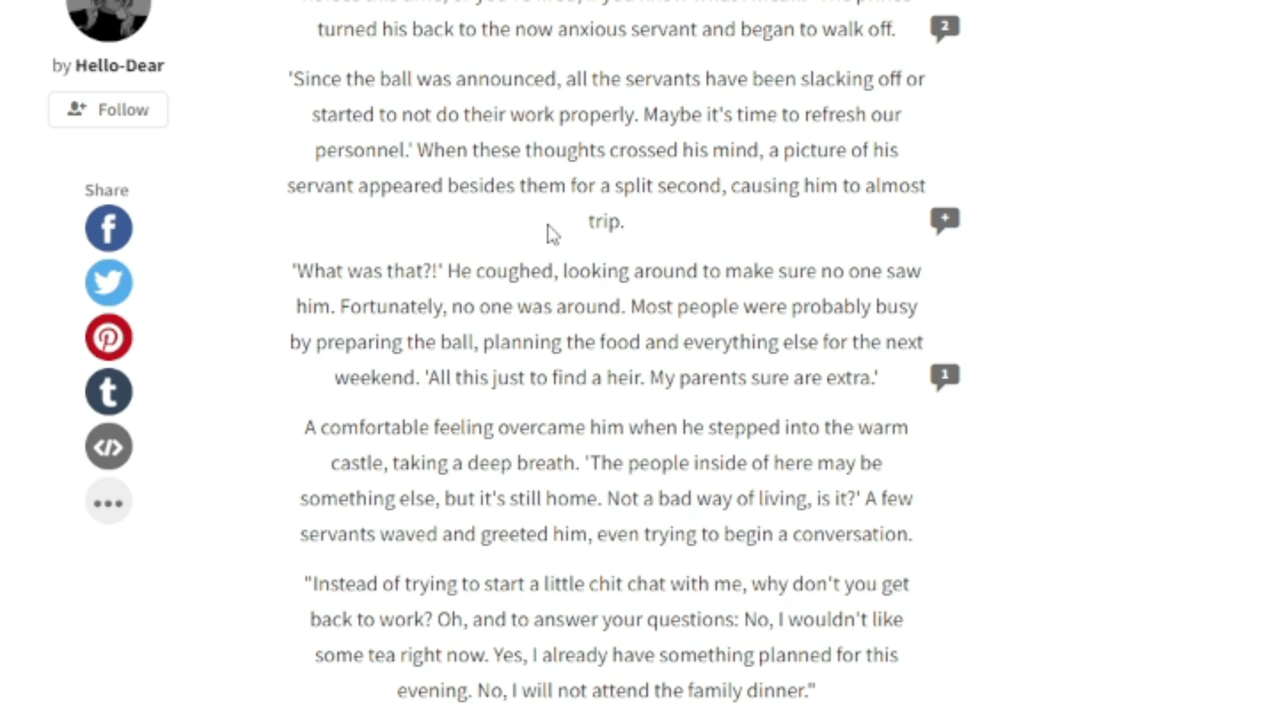 turned his back to the now anxious servant and began to walk off.
2
by Hello-Dear
Follow
'Since the ball was announced, all the servants have been slacking off or
started to not do their work properly. Maybe it's time to refresh our
personnel.' When these thoughts crossed his mind, a picture of his
servant appeared besides them for a split second, causing him to almost
trip.
+
Share
'What was that?!' He coughed, looking around to make sure no one saw
him. Fortunately, no one was around. Most people were probably busy
by preparing the ball, planning the food and everything else for the next
weekend. 'All this just to find a heir. My parents sure are extra.'
1
A comfortable feeling overcame him when he stepped into the warm
castle, taking a deep breath. 'The people inside of here may be
something else, but it's still home. Not a bad way of living, is it?' A few
servants waved and greeted him, even trying to begin a conversation.
"Instead of trying to start a little chit chat with me, why don't you get
back to work? Oh, and to answer your questions: No, I wouldn't like
some tea right now. Yes, I already have something planned for this
evening. No, I will not attend the family dinner."